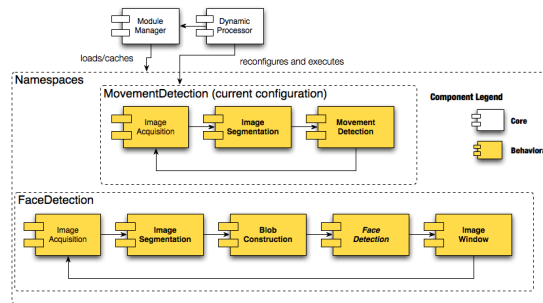 Module
Manager
Dynamic
Processor
loads/caches
reconfigures and executes
Namespaces
MovementDetection (current configuration)
Image
Acquisition
Image
Segmentation
Movement
Detection
Component Legend
Core
Behavioral
FaceDetection
Image
Acquisition
Image
Segmentation
Blob
Construction
Face
Detection
Image
Window